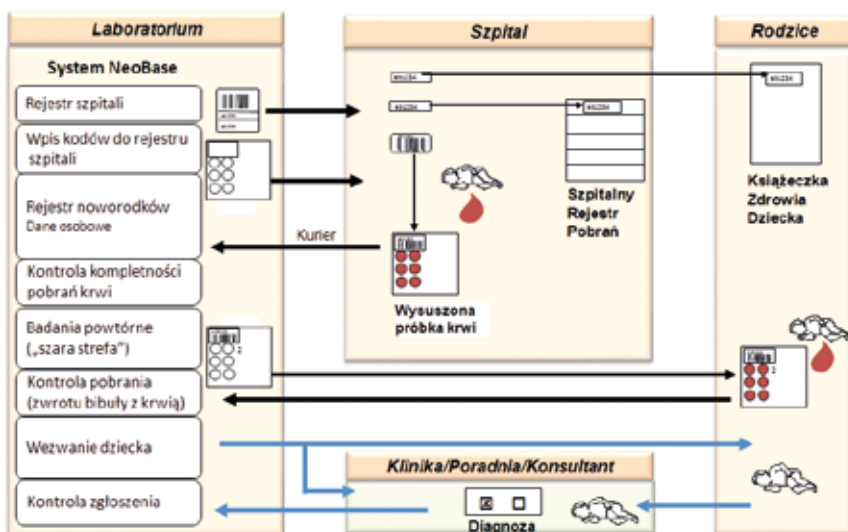 Laboratorium
System NeoBase
Rejestr szpitali
Wpis kodów do rejestru
szpitali
Rejestr noworodków
Dane osobowe
Kontrola kompletności
pobrań krwi
Badania powtórne
(„szara strefa")
Kontrola pobrania
(zwrotu bibuły z krwią)
Wezwanie dziecka
Kontrola zgłoszenia
Szpital
Kurier
Wysuszona
próbka krwi
Szpitalny
Rejestr
Pobrań
Rodzice
Książeczka
Zdrowia
Dziecka
2
2
Klinika/Poradnia/Konsultant
Diagnoza